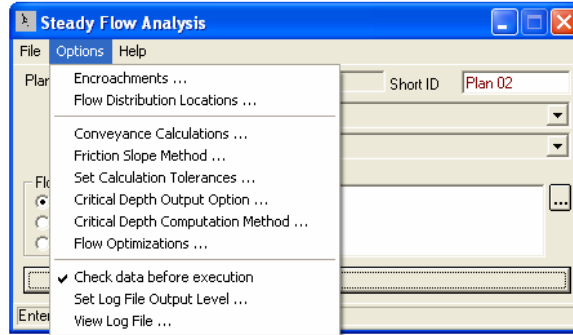 Steady Flow Analysis
File Options Help
Plan Short ID Plan 02
Encroachments ...
Flow Distribution Locations ...
Conveyance Calculations ...
Friction Slope Method ...
Set Calculation Tolerances ...
Critical Depth Output Option ...
Critical Depth Computation Method ...
Flow Optimizations ...
...
Check data before execution
Set Log File Output Level ...
View Log File ...